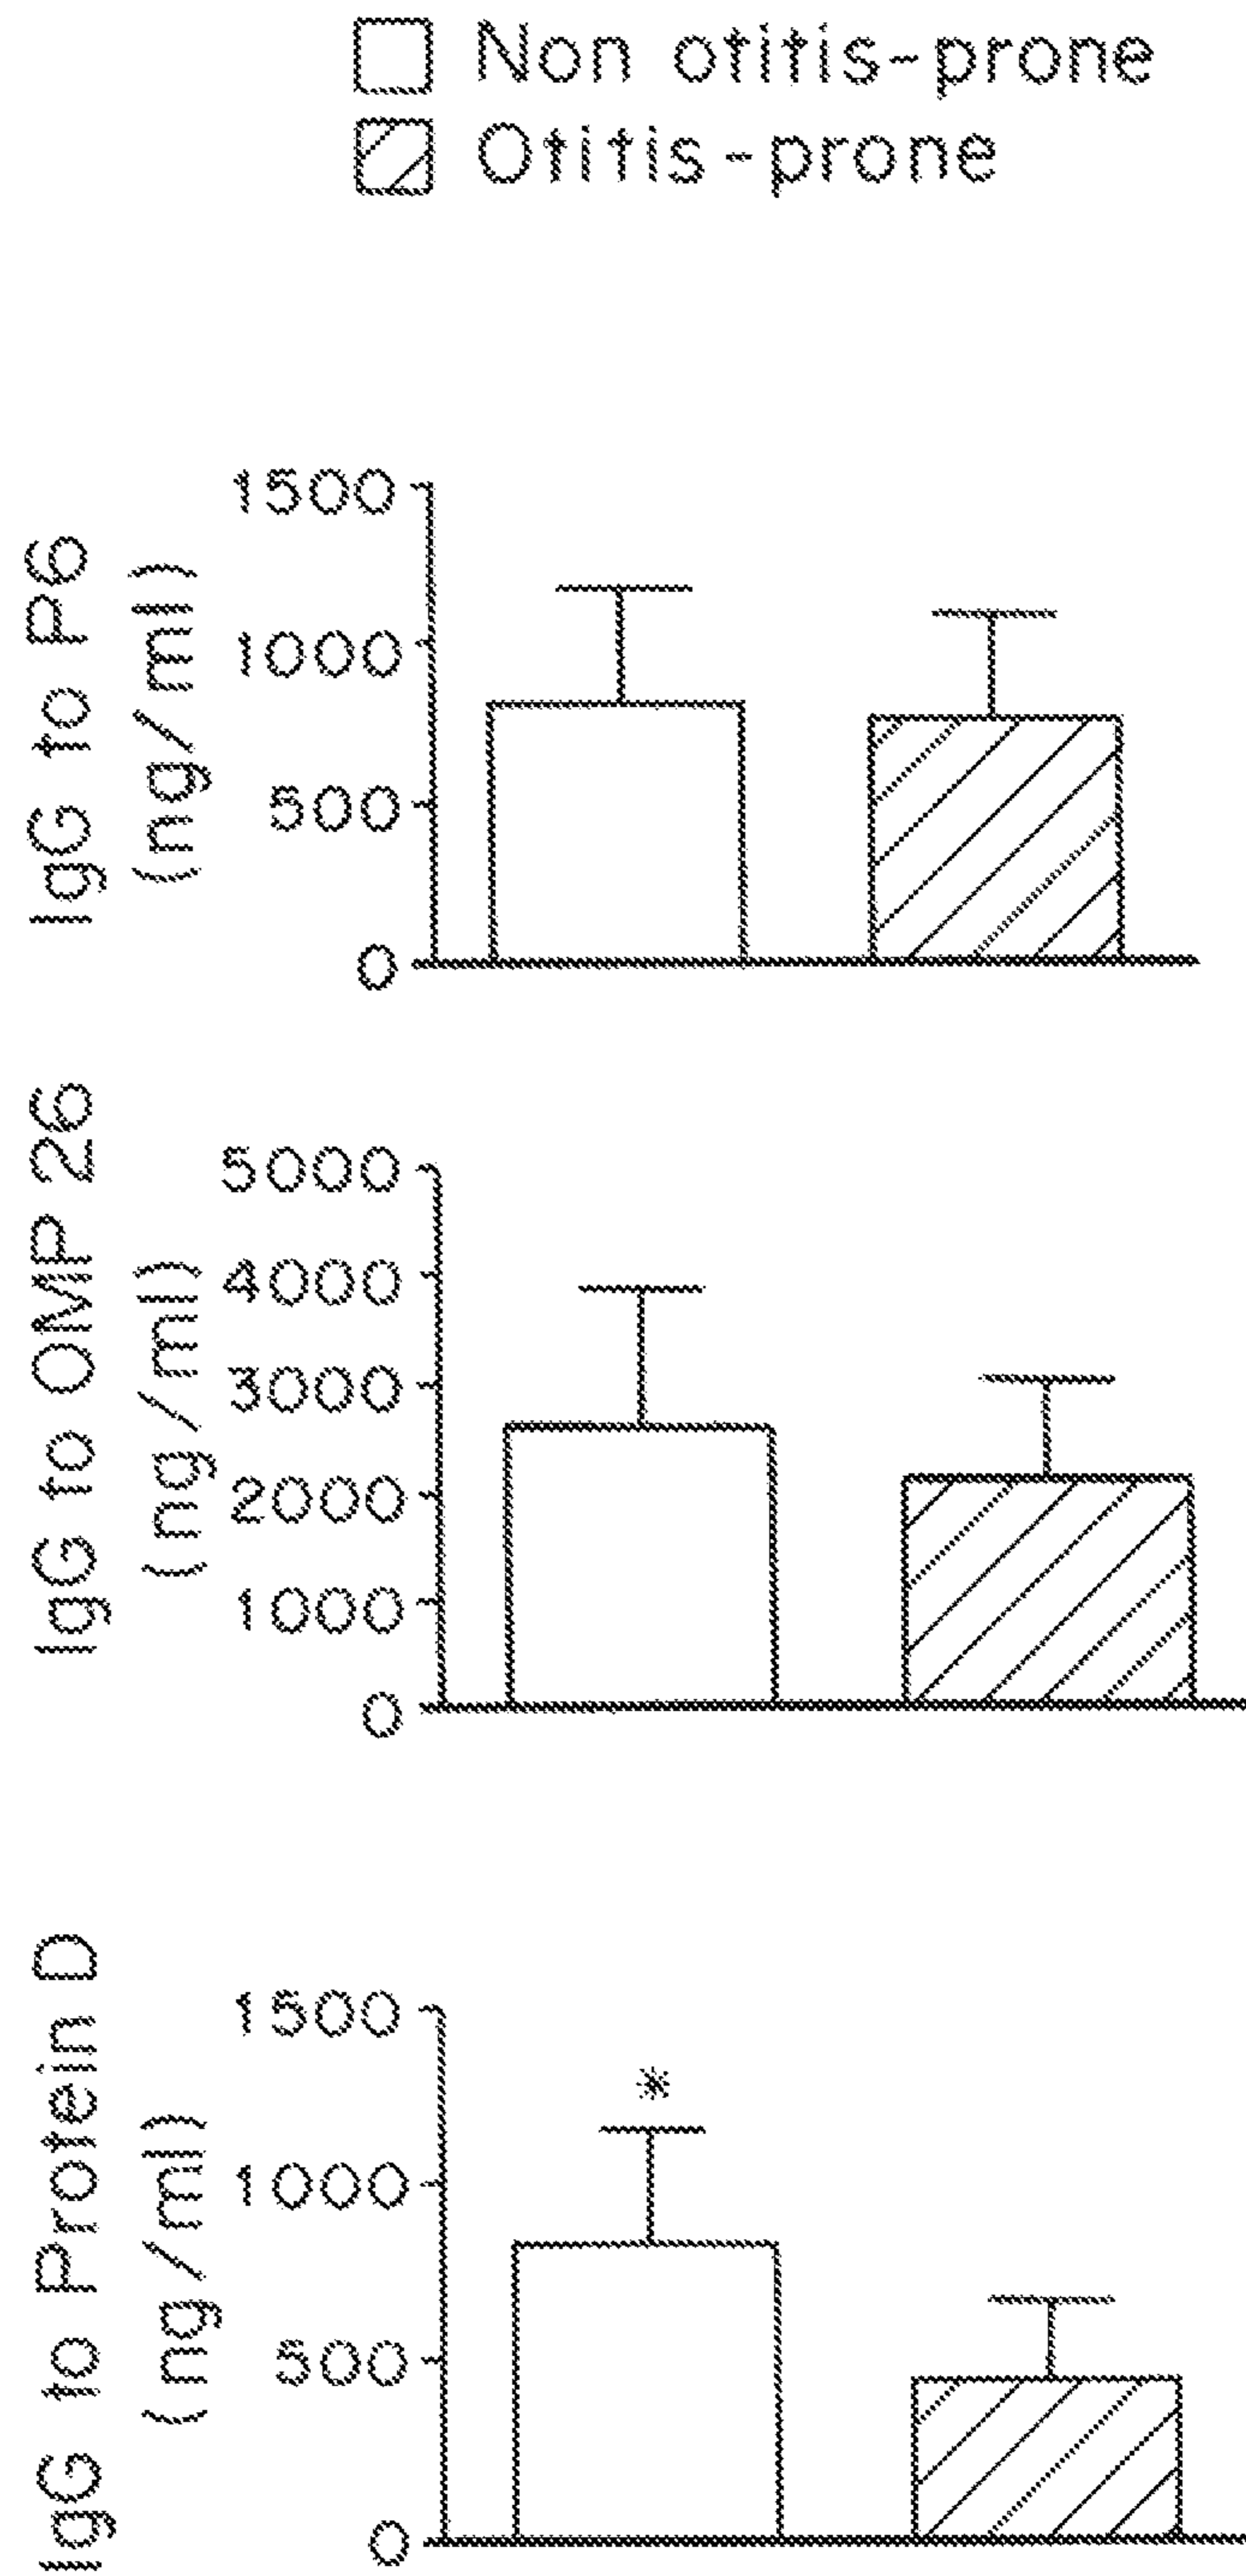 Non otitis-prone
Otitis-prone
IgG to P6
(ng/ml)
1500
1000
500
0
IgG to OMP 26
(ng/ml)
5000
4000
3000
2000
1000
0
IgG to Protein D
(ng/ml)
1500
*
1000
500
0